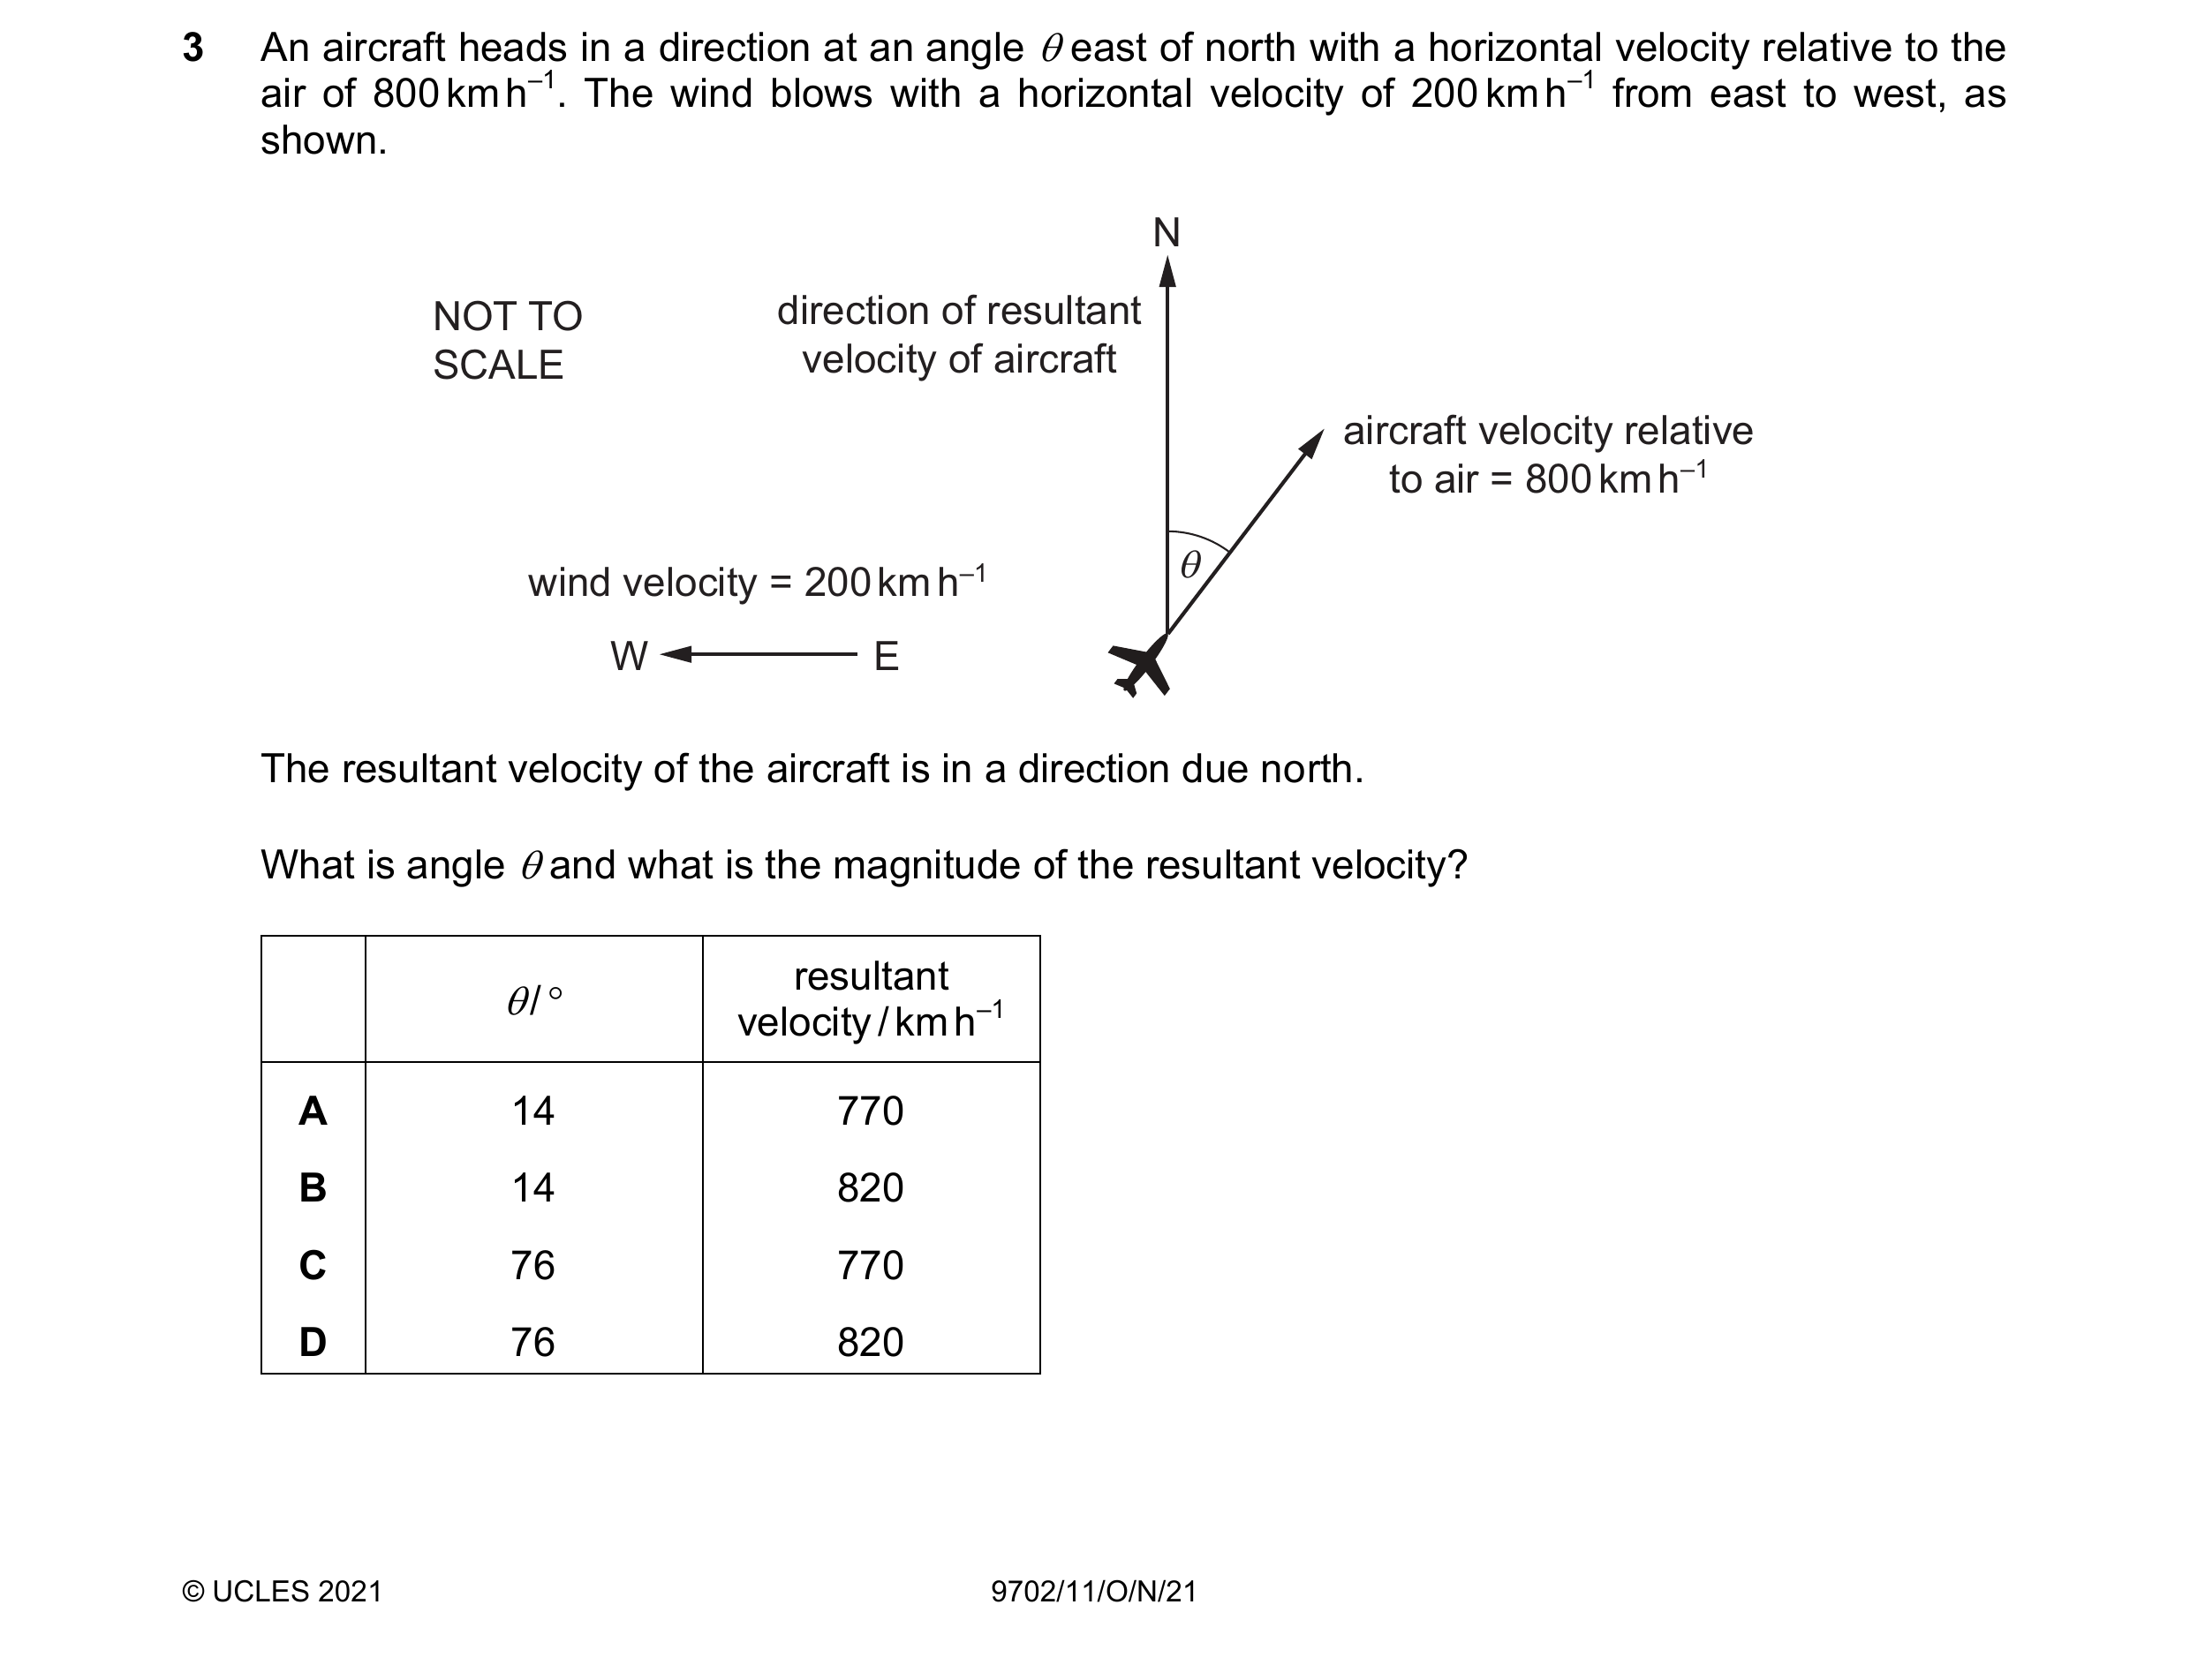 3 An aircraft heads in a direction at an angle θ east of north with a horizontal velocity relative to the
air of 800 km h⁻¹. The wind blows with a horizontal velocity of 200 km h⁻¹ from east to west, as
shown.
N
NOT TO
SCALE
direction of resultant
velocity of aircraft
aircraft velocity relative
to air = 800 km h⁻¹
θ
wind velocity = 200 km h⁻¹
W E
The resultant velocity of the aircraft is in a direction due north.
What is angle θ and what is the magnitude of the resultant velocity?
θ/° resultant
velocity / km h⁻¹
A 14 770
B 14 820
C 76 770
D 76 820
© UCLES 2021 9702/11/O/N/21